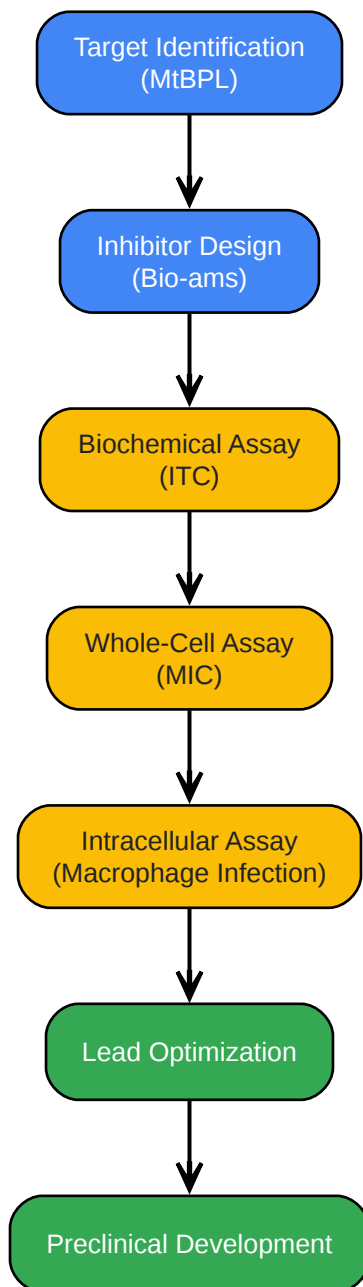 Target Identification
(MtBPL)
Inhibitor Design
(Bio-ams)
Biochemical Assay
(ITC)
Whole-Cell Assay
(MIC)
Intracellular Assay
(Macrophage Infection)
Lead Optimization
Preclinical Development